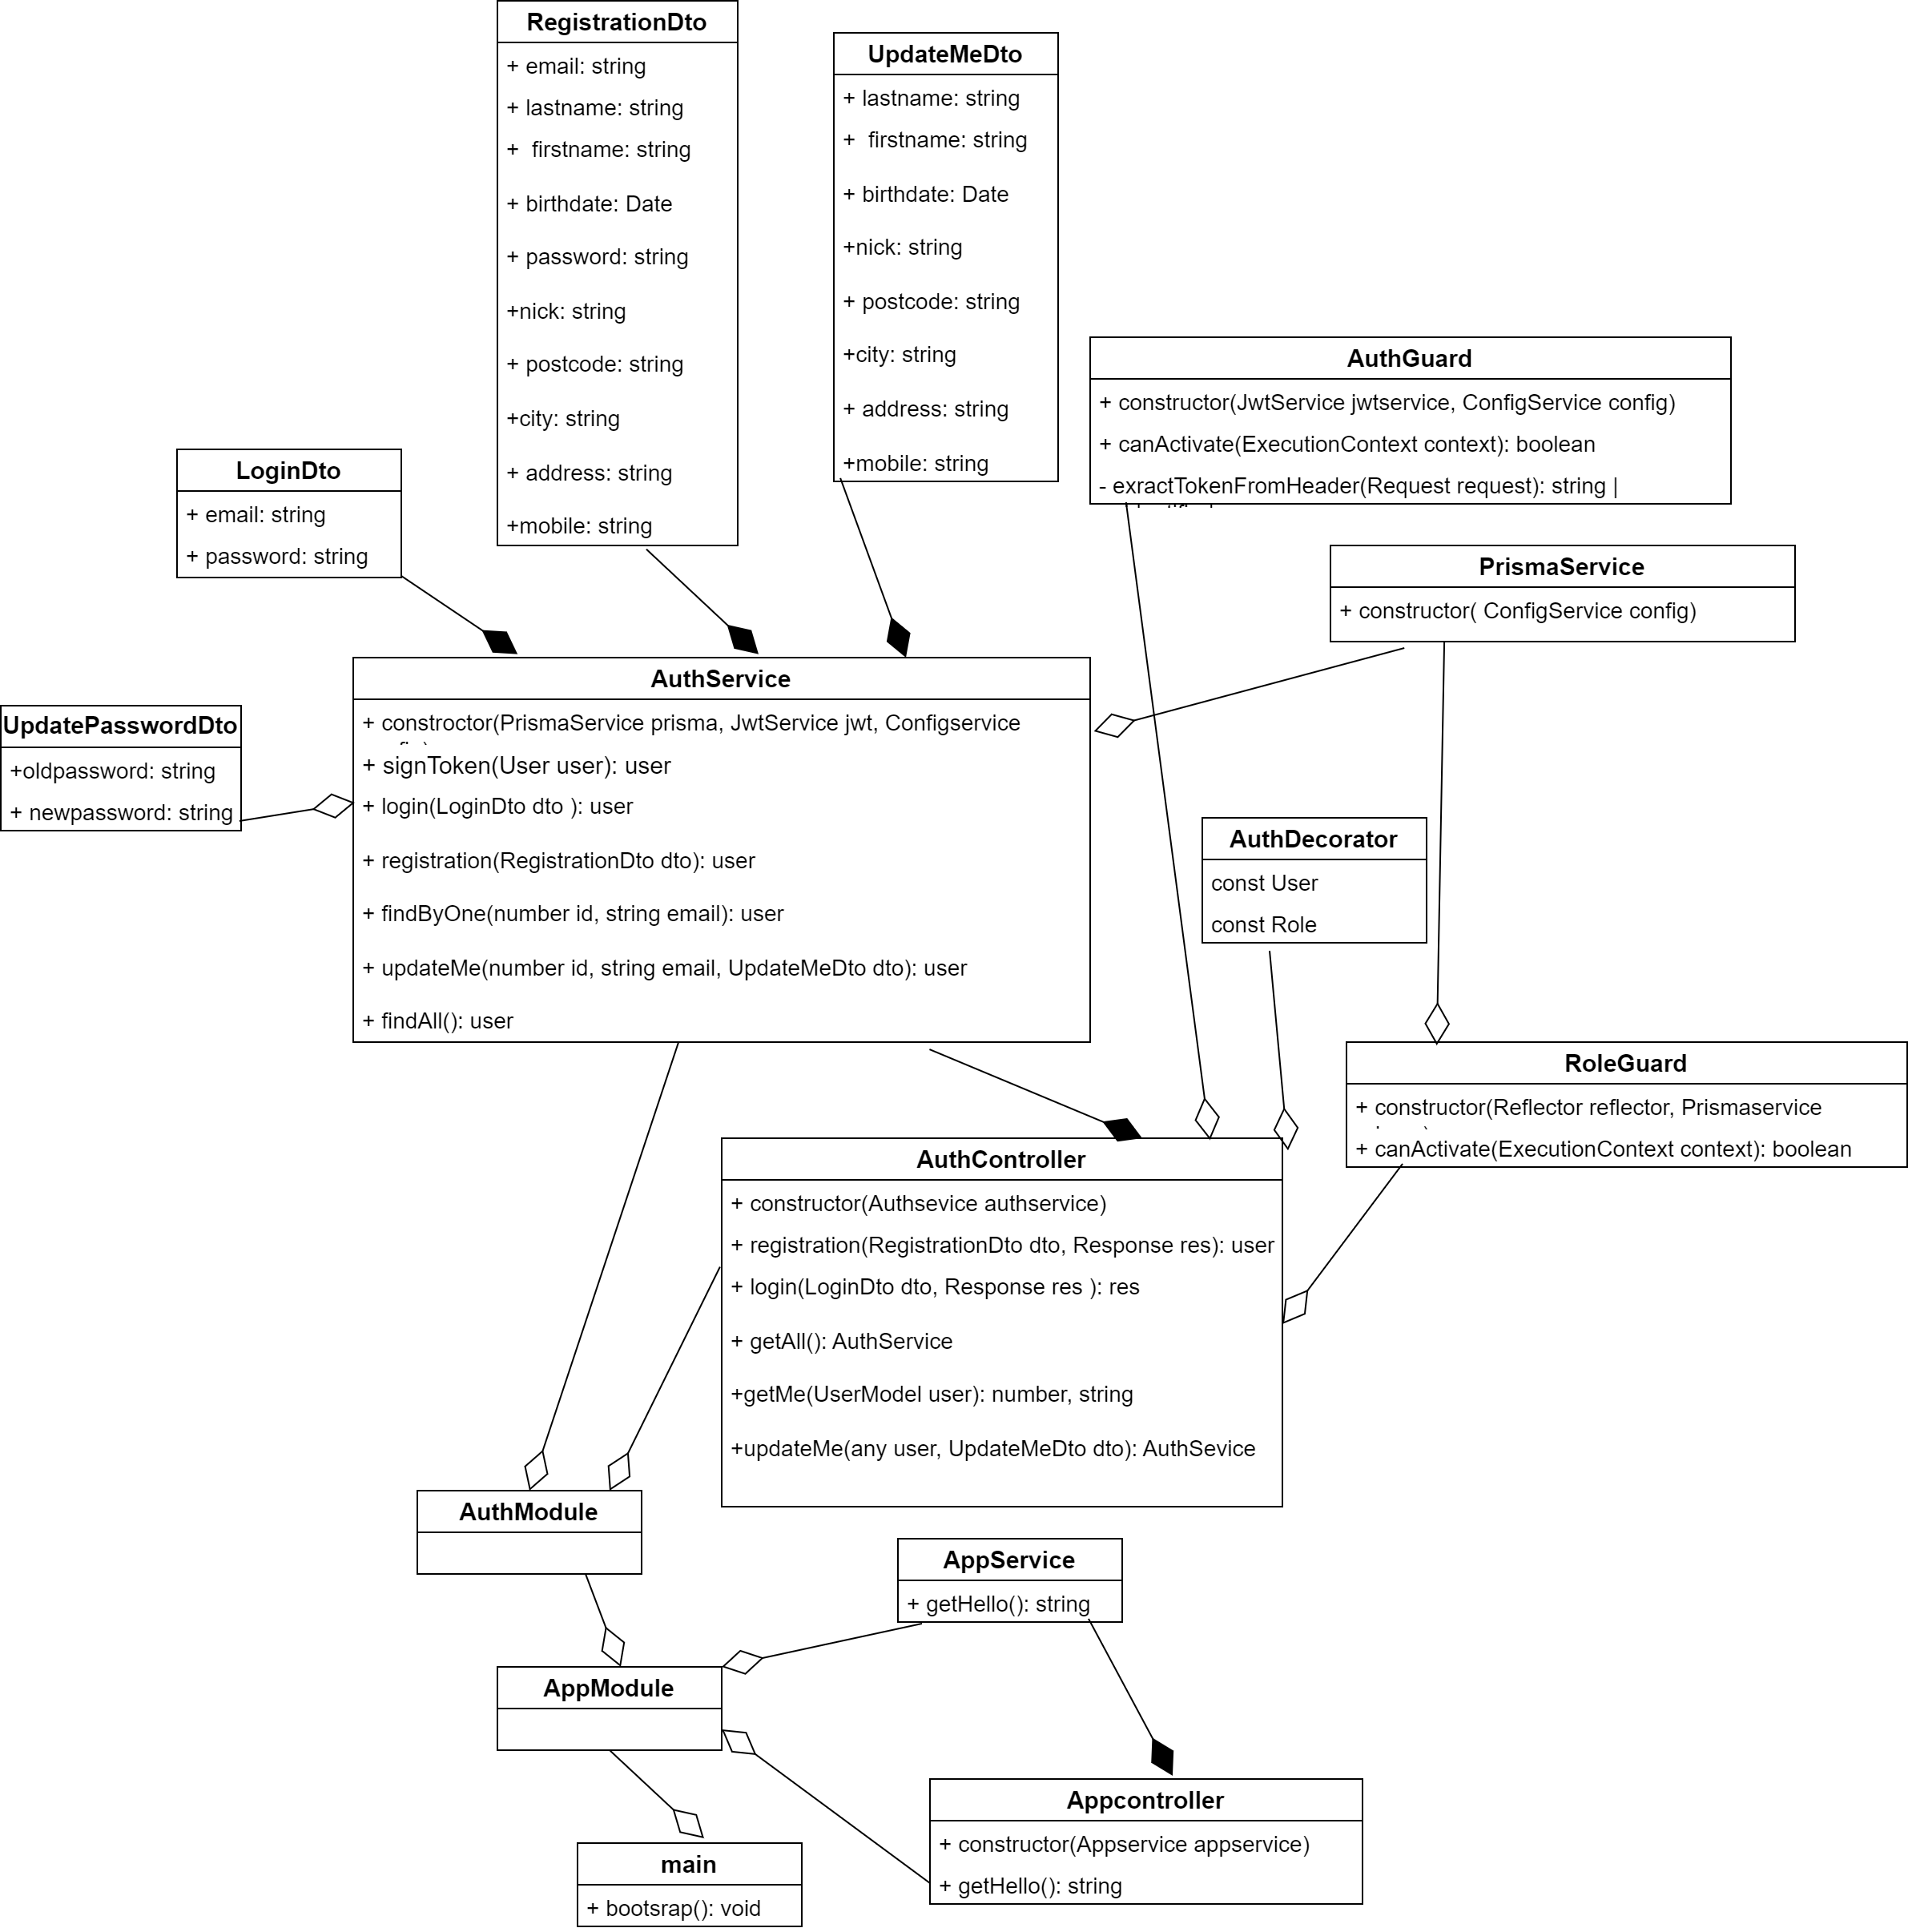 RegistrationDto
+ email: string
+ lastname: string
+  firstname: string
+ birthdate: Date
+ password: string
+nick: string
+ postcode: string
+city: string
+ address: string
+mobile: string
UpdateMeDto
+ lastname: string
+  firstname: string
+ birthdate: Date
+nick: string
+ postcode: string
+city: string
+ address: string
+mobile: string
AuthGuard
+ constructor(JwtService jwtservice, ConfigService config)
+ canActivate(ExecutionContext context): boolean
- exractTokenFromHeader(Request request): string |
LoginDto
+ email: string
+ password: string
PrismaService
+ constructor( ConfigService config)
AuthService
+ constroctor(PrismaService prisma, JwtService jwt, Configservice
+ signToken(User user): user
+ login(LoginDto dto ): user
+ registration(RegistrationDto dto): user
+ findByOne(number id, string email): user
+ updateMe(number id, string email, UpdateMeDto dto): user
+ findAll(): user
UpdatePasswordDto
+oldpassword: string
+ newpassword: string
AuthDecorator
const User
const Role
RoleGuard
+ constructor(Reflector reflector, Prismaservice
+ canActivate(ExecutionContext context): boolean
AuthController
+ constructor(Authsevice authservice)
+ registration(RegistrationDto dto, Response res): user
+ login(LoginDto dto, Response res ): res
+ getAll(): AuthService
+getMe(UserModel user): number, string
+updateMe(any user, UpdateMeDto dto): AuthSevice
AuthModule
AppService
+ getHello(): string
AppModule
Appcontroller
+ constructor(Appservice appservice)
+ getHello(): string
main
+ bootsrap(): void